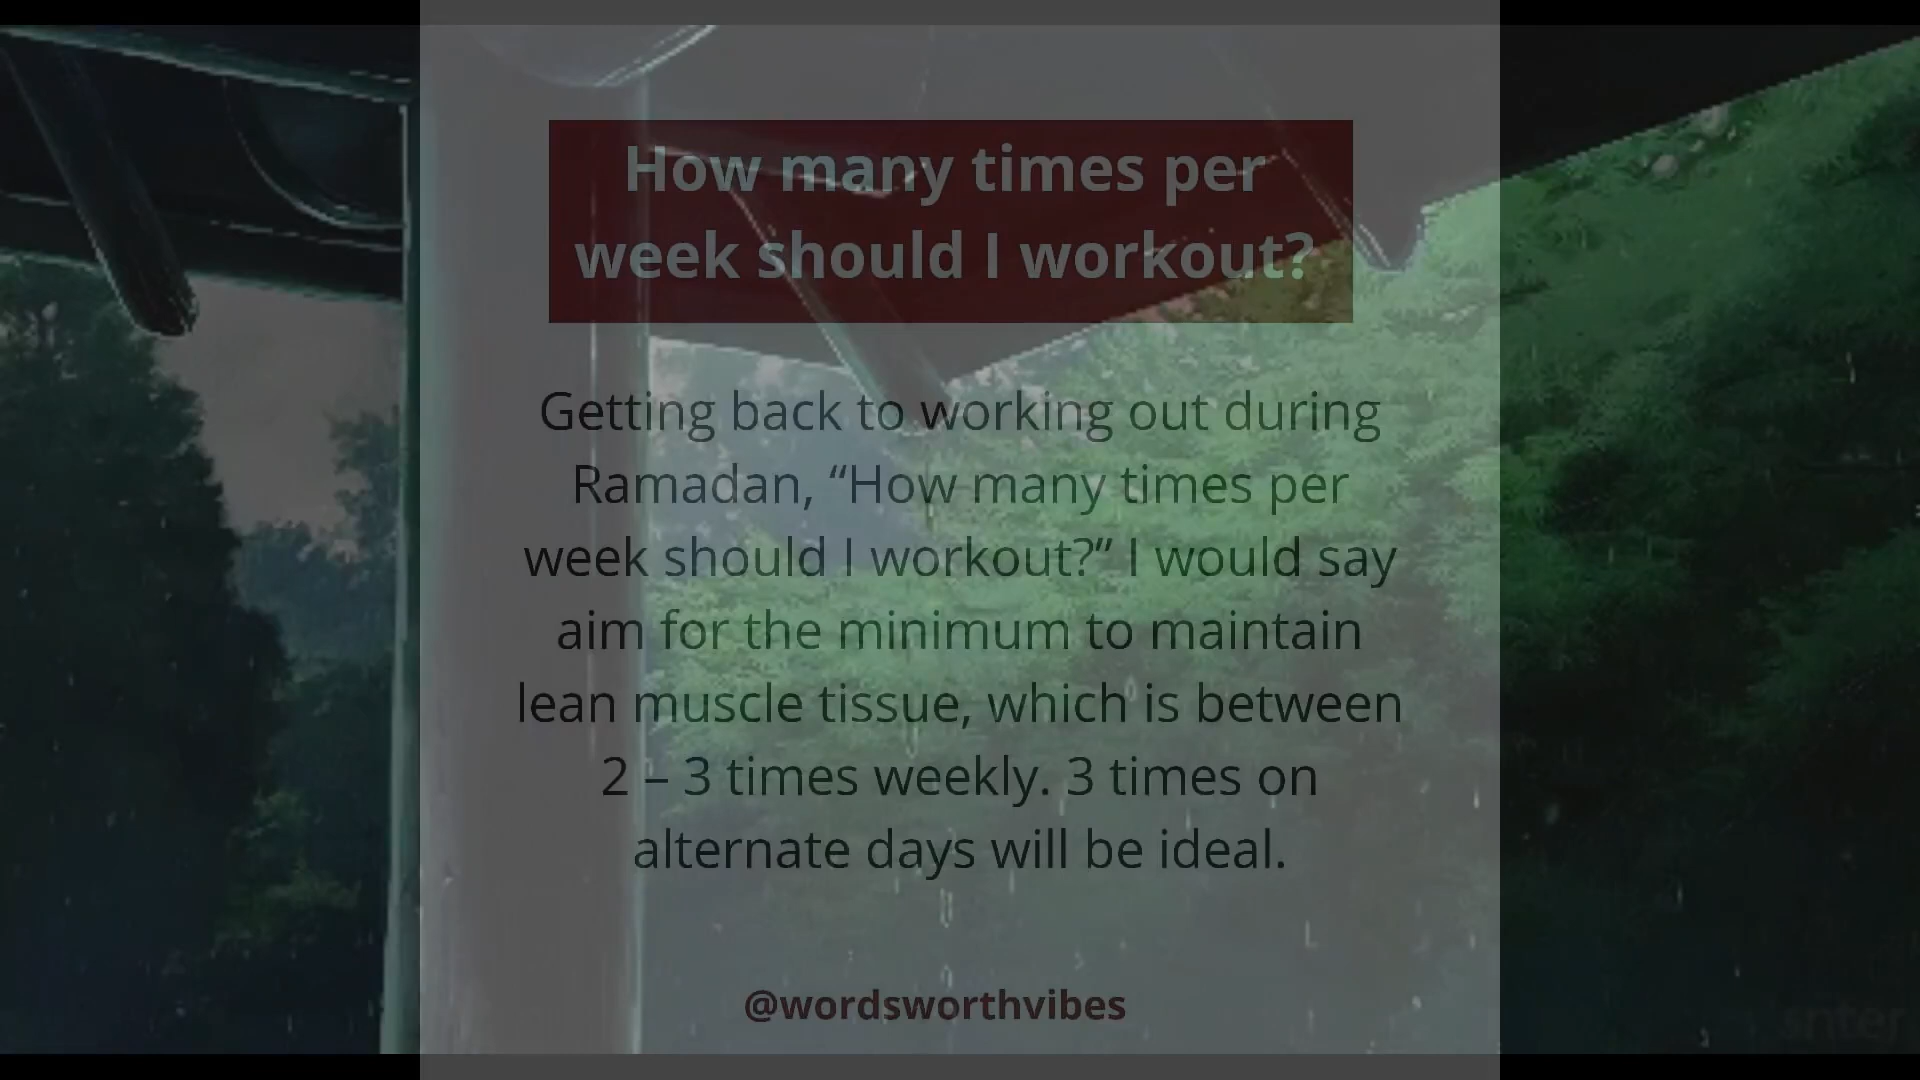 How many times per
week should I workout?
Getting back to working out during
Ramadan, “How many times per
week should I workout?” I would say
aim for the minimum to maintain
lean muscle tissue, which is between
2 – 3 times weekly. 3 times on
alternate days will be ideal.
@wordsworthvibes